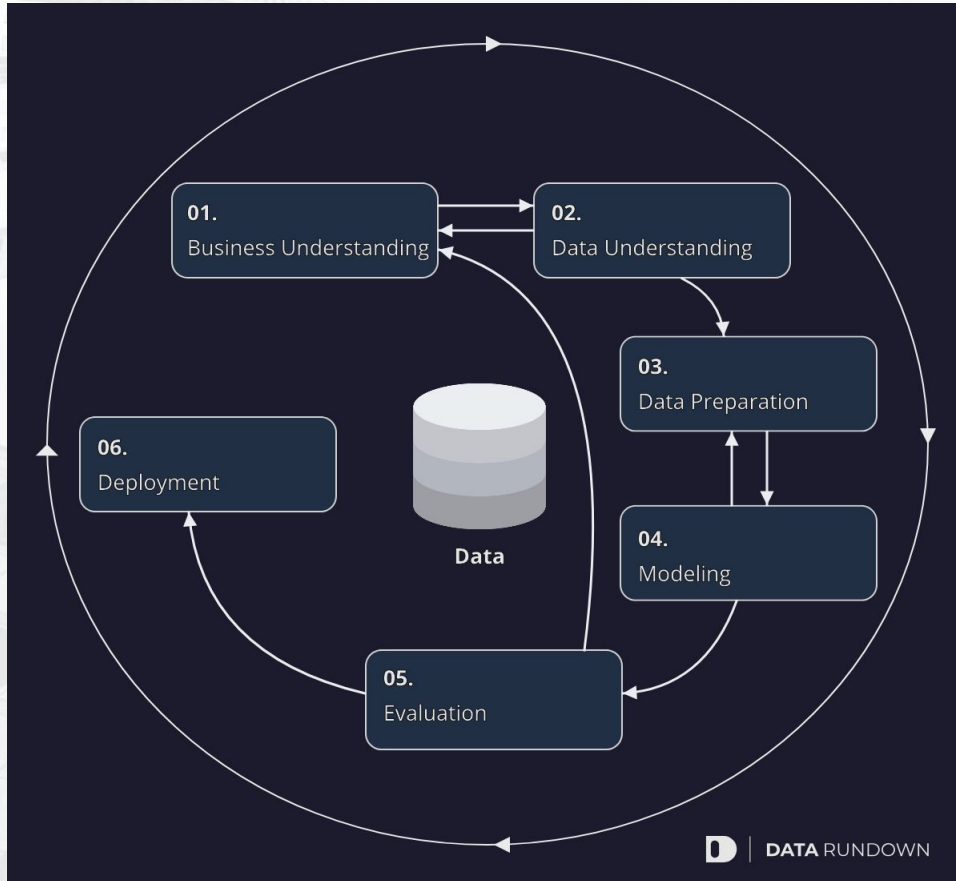 01.
Business Understanding
02.
Data Understanding
03.
Data Preparation
04.
Modeling
05.
Evaluation
06.
Deployment
Data
DATA RUNDOWN